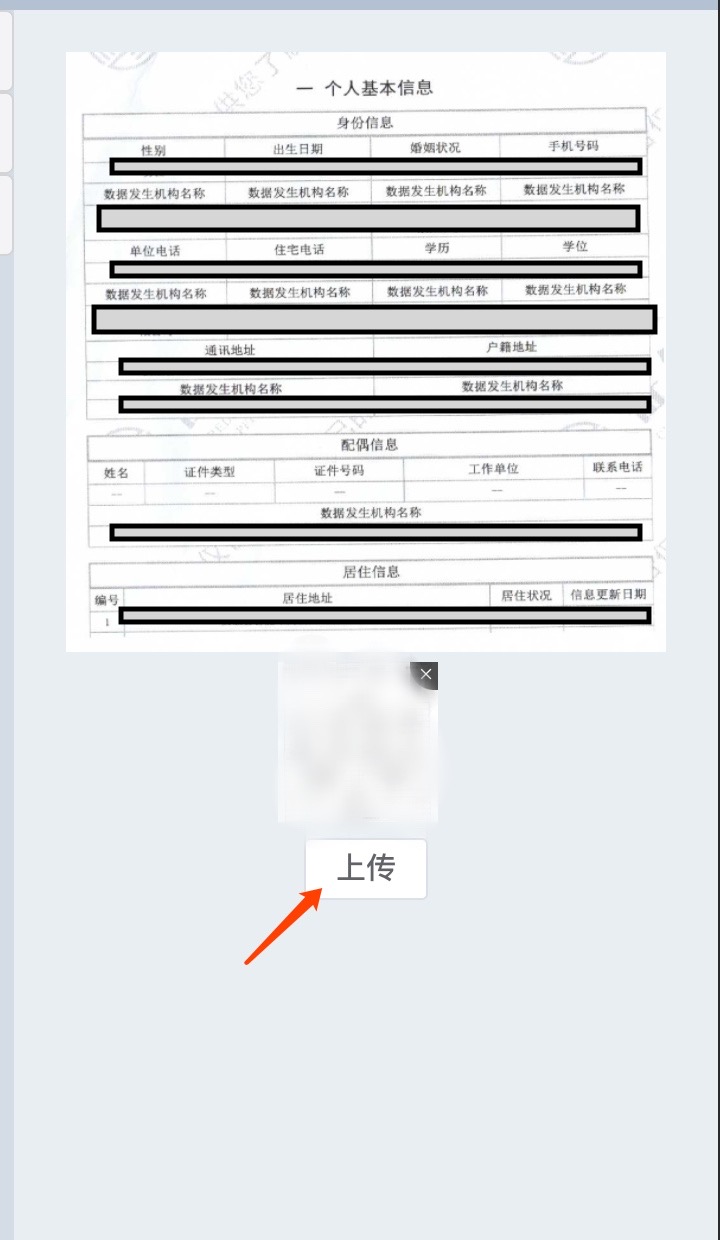 供您了
一 个人基本信息
身份信息
性别 出生日期 婚姻状况 手机号码
数据发生机构名称 数据发生机构名称 数据发生机构名称 数据发生机构名称
单位电话 住宅电话 学历 学位
数据发生机构名称 数据发生机构名称 数据发生机构名称 数据发生机构名称
通讯地址 户籍地址
数据发生机构名称 数据发生机构名称
配偶信息
姓名 证件类型 证件号码 工作单位 联系电话
-- -- -- -- --
数据发生机构名称
居住信息
编号 居住地址 居住状况 信息更新日期
1
上传